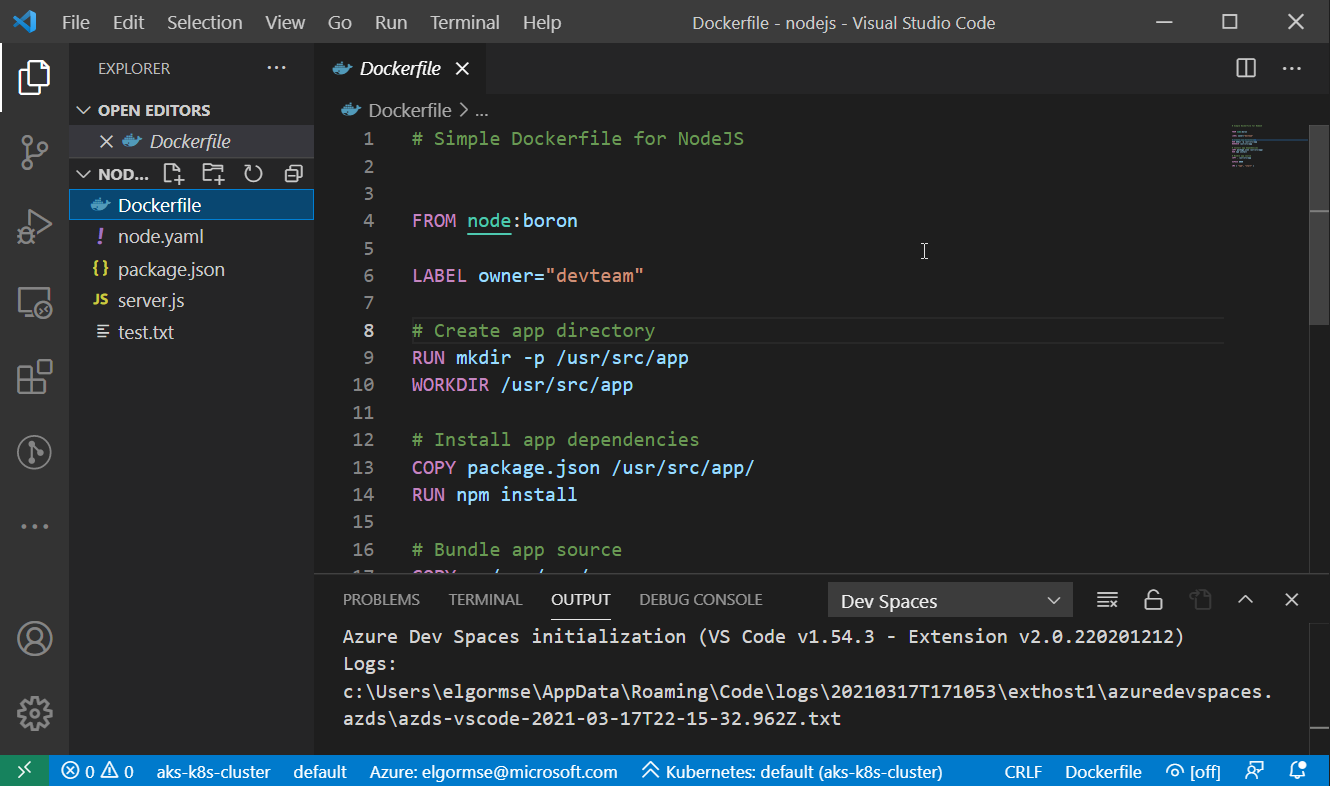 File Edit Selection View Go Run Terminal Help Dockerfile - nodejs - Visual Studio Code
EXPLORER
OPEN EDITORS
Dockerfile
NOD...
Dockerfile
node.yaml
package.json
JS server.js
test.txt
Dockerfile
Dockerfile > ...
1 # Simple Dockerfile for NodeJS
2
3
4 FROM node:boron
5
6 LABEL owner="devteam"
7
8 # Create app directory
9 RUN mkdir -p /usr/src/app
10 WORKDIR /usr/src/app
11
12 # Install app dependencies
13 COPY package.json /usr/src/app/
14 RUN npm install
15
16 # Bundle app source
PROBLEMS TERMINAL OUTPUT DEBUG CONSOLE Dev Spaces
Azure Dev Spaces initialization (VS Code v1.54.3 - Extension v2.0.220201212)
Logs:
c:\Users\elgormse\AppData\Roaming\Code\logs\20210317T171053\exthost1\azuredevspaces.
azds\azds-vscode-2021-03-17T22-15-32.962Z.txt
0 0 aks-k8s-cluster default Azure: elgormse@microsoft.com Kubernetes: default (aks-k8s-cluster) CRLF Dockerfile [off]